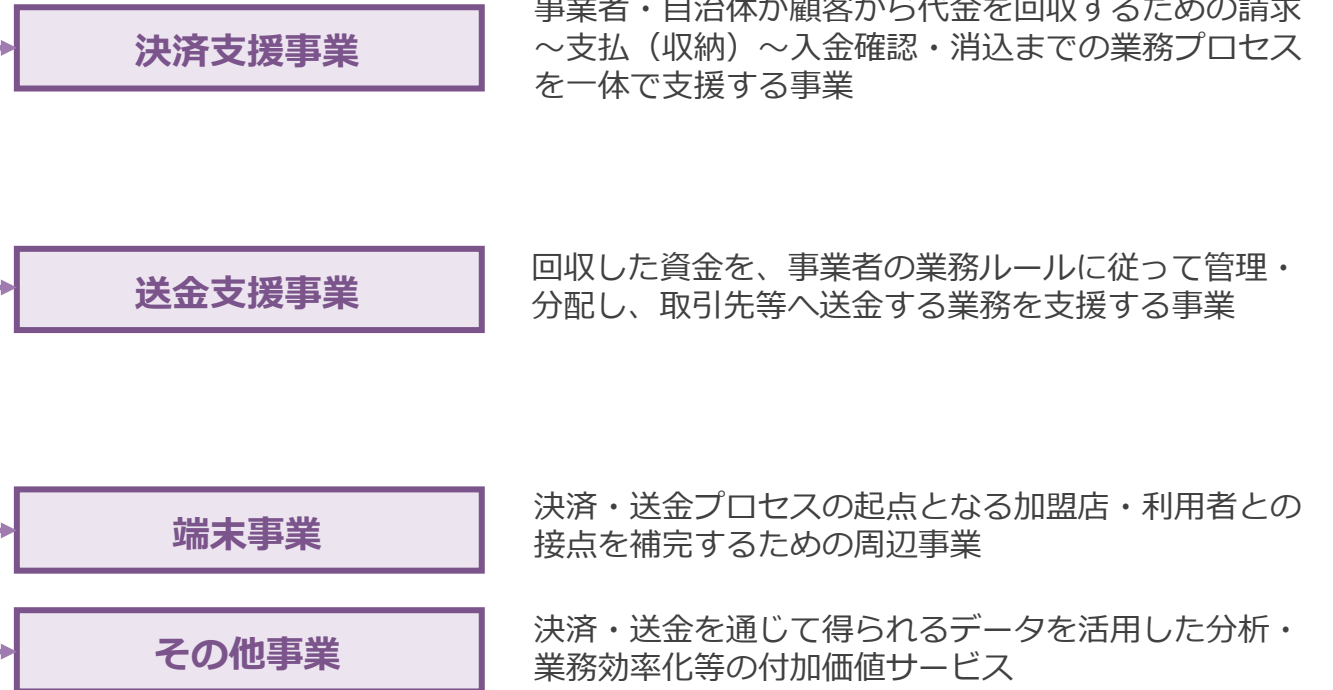 決済支援事業
事業者・自治体が顧客から代金を回収するための請求
～支払（収納）～入金確認・消込までの業務プロセス
を一体で支援する事業
送金支援事業
回収した資金を、事業者の業務ルールに従って管理・
分配し、取引先等へ送金する業務を支援する事業
端末事業
決済・送金プロセスの起点となる加盟店・利用者との
接点を補完するための周辺事業
その他事業
決済・送金を通じて得られるデータを活用した分析・
業務効率化等の付加価値サービス